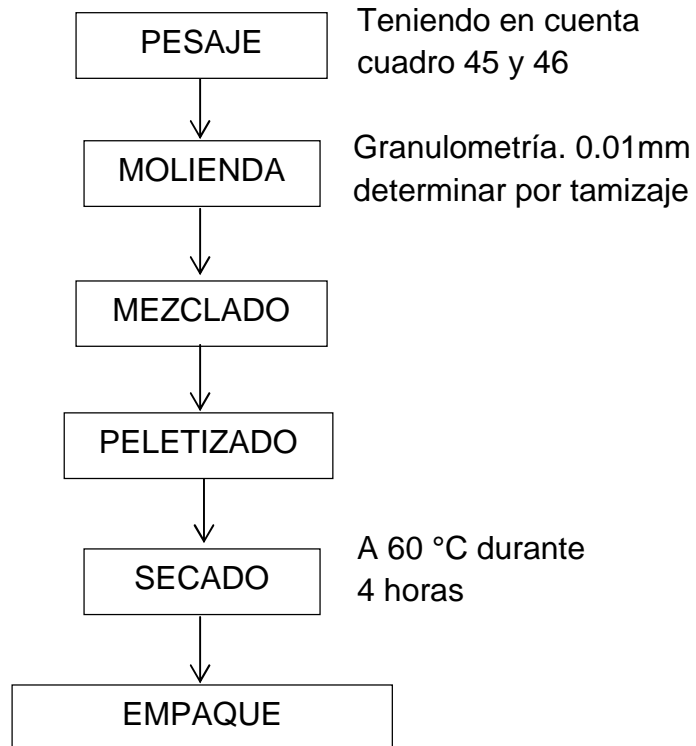 PESAJE
Teniendo en cuenta
cuadro 45 y 46
MOLIENDA
Granulometría. 0.01mm
determinar por tamizaje
MEZCLADO
PELETIZADO
SECADO
A 60 °C durante
4 horas
EMPAQUE